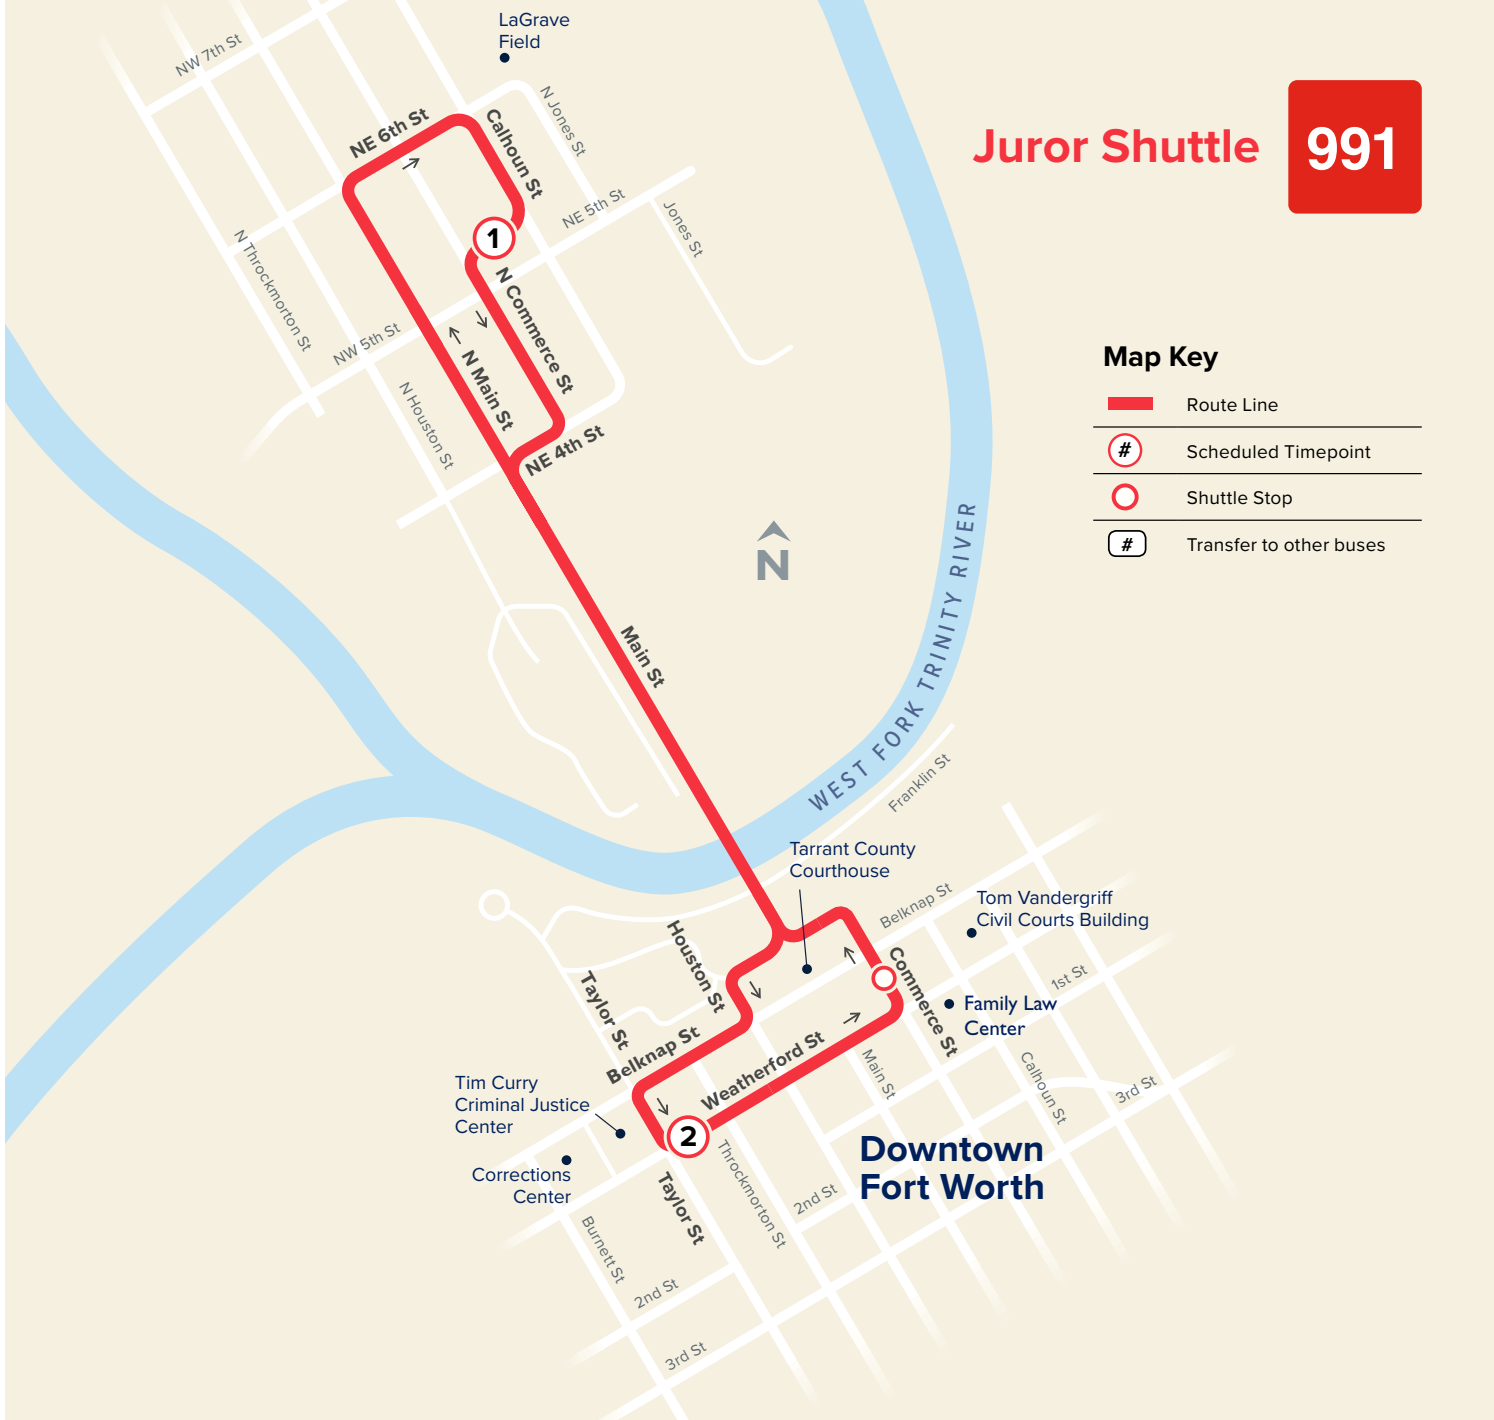 LaGrave
Field
NW 7th St
NE 6th St
Calhoun St
N Jones St
Juror Shuttle
991
1
NE 5th St
Jones St
N Throckmorton St
NW 5th St
N Commerce St
N Main St
N Houston St
NE 4th St
Map Key
Route Line
#
Scheduled Timepoint
Shuttle Stop
#
Transfer to other buses
N
Main St
WEST FORK TRINITY RIVER
Franklin St
Tarrant County
Courthouse
Belknap St
Tom Vandergriff
Civil Courts Building
Houston St
Commerce St
1st St
Taylor St
Family Law
Center
Belknap St
Weatherford St
Main St
Calhoun St
3rd St
Tim Curry
Criminal Justice
Center
2
Downtown
Fort Worth
Corrections
Center
Taylor St
Throckmorton St
2nd St
Burnett St
2nd St
3rd St